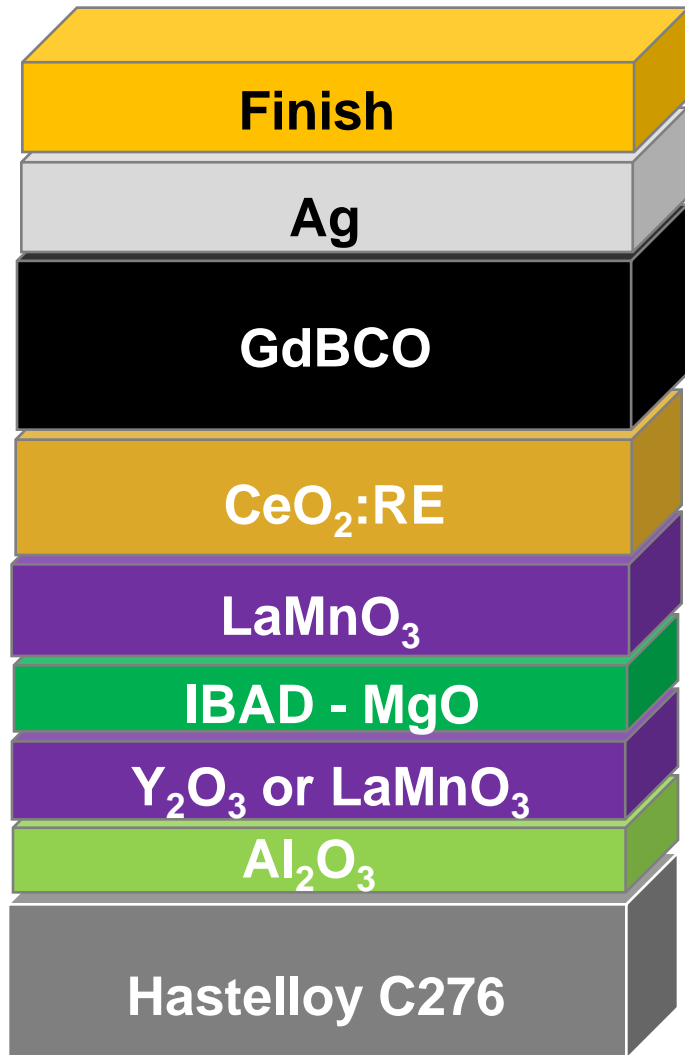 Finish
Ag
GdBCO
CeO₂:RE
LaMnO₃
IBAD - MgO
Y₂O₃ or LaMnO₃
Al₂O₃
Hastelloy C276